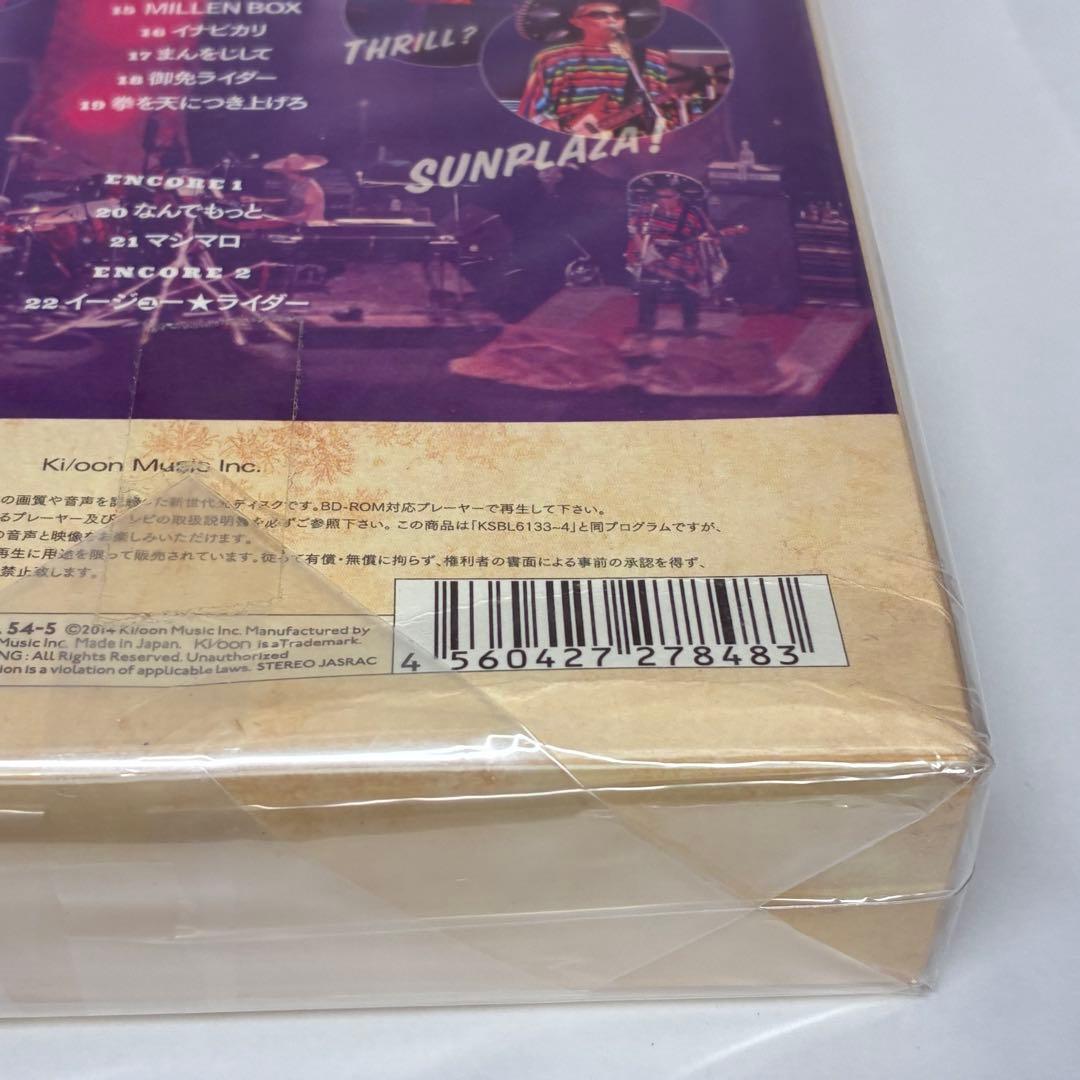 15 MILLEN BOX
16 イナビカリ
17 まんをじして
18 御免ライダー
19 拳を天につき上げろ
THRILL?
SUNPLAZA!
ENCORE 1
20 なんでもっと
21 マシマロ
ENCORE 2
22 イージュー★ライダー
Ki/oon Music Inc.
の画質や音声を記録した新世代光ディスクです。BD-ROM対応プレーヤーで再生して下さい。
るプレーヤー及びテレビの取扱説明書を必ずご参照下さい。この商品は「KSBL6133~4」と同プログラムですが、
の音声と映像をお楽しみいただけます。
再生に用途を限って販売されています。従って有償・無償に拘らず、権利者の書面による事前の承認を得ず、
禁止致します。
54-5 ©2014 Ki/oon Music Inc. Manufactured by
Music Inc. Made in Japan. Ki/oon is a Trademark.
NG : All Rights Reserved. Unauthorized
tion is a violation of applicable laws. STEREO JASRAC
4 560427 278483